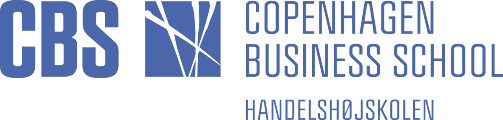 CBS
COPENHAGEN
BUSINESS SCHOOL
HANDELSHØJSKOLEN